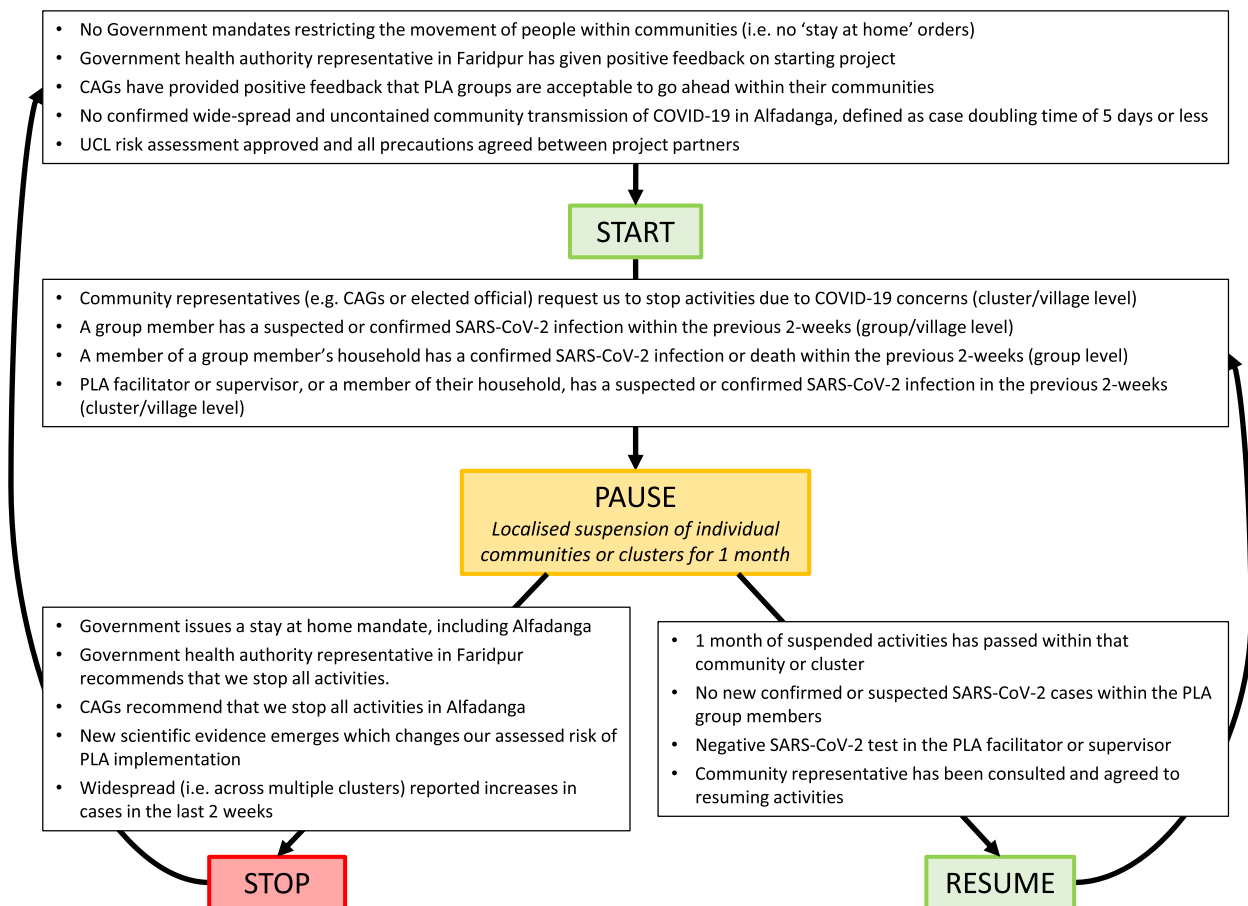 • No Government mandates restricting the movement of people within communities (i.e. no ‘stay at home’ orders)
• Government health authority representative in Faridpur has given positive feedback on starting project
• CAGs have provided positive feedback that PLA groups are acceptable to go ahead within their communities
• No confirmed wide-spread and uncontained community transmission of COVID-19 in Alfadanga, defined as case doubling time of 5 days or less
• UCL risk assessment approved and all precautions agreed between project partners
START
• Community representatives (e.g. CAGs or elected official) request us to stop activities due to COVID-19 concerns (cluster/village level)
• A group member has a suspected or confirmed SARS-CoV-2 infection within the previous 2-weeks (group/village level)
• A member of a group member’s household has a confirmed SARS-CoV-2 infection or death within the previous 2-weeks (group level)
• PLA facilitator or supervisor, or a member of their household, has a suspected or confirmed SARS-CoV-2 infection in the previous 2-weeks
(cluster/village level)
PAUSE
Localised suspension of individual
communities or clusters for 1 month
• Government issues a stay at home mandate, including Alfadanga
• Government health authority representative in Faridpur
recommends that we stop all activities.
• CAGs recommend that we stop all activities in Alfadanga
• New scientific evidence emerges which changes our assessed risk of
PLA implementation
• Widespread (i.e. across multiple clusters) reported increases in
cases in the last 2 weeks
• 1 month of suspended activities has passed within that
community or cluster
• No new confirmed or suspected SARS-CoV-2 cases within the PLA
group members
• Negative SARS-CoV-2 test in the PLA facilitator or supervisor
• Community representative has been consulted and agreed to
resuming activities
STOP
RESUME